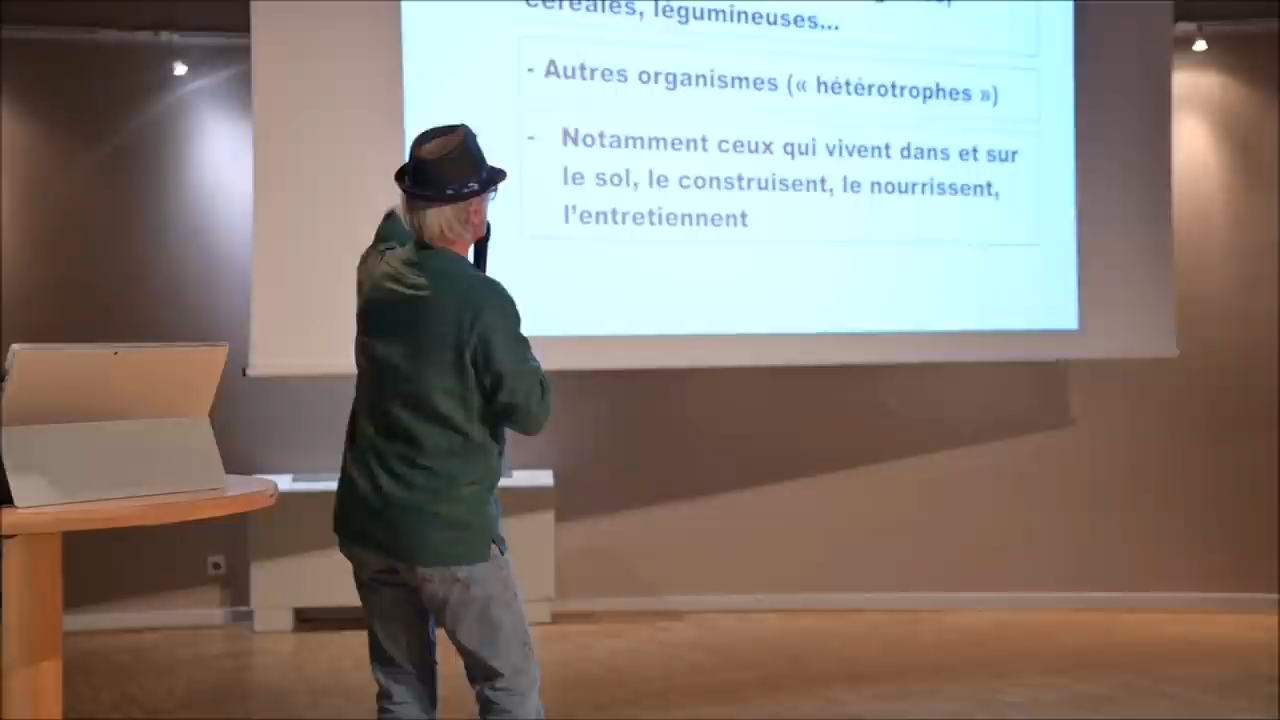 céréales, légumineuses...
- Autres organismes (« hétérotrophes »)
- Notamment ceux qui vivent dans et sur
le sol, le construisent, le nourrissent,
l'entretiennent